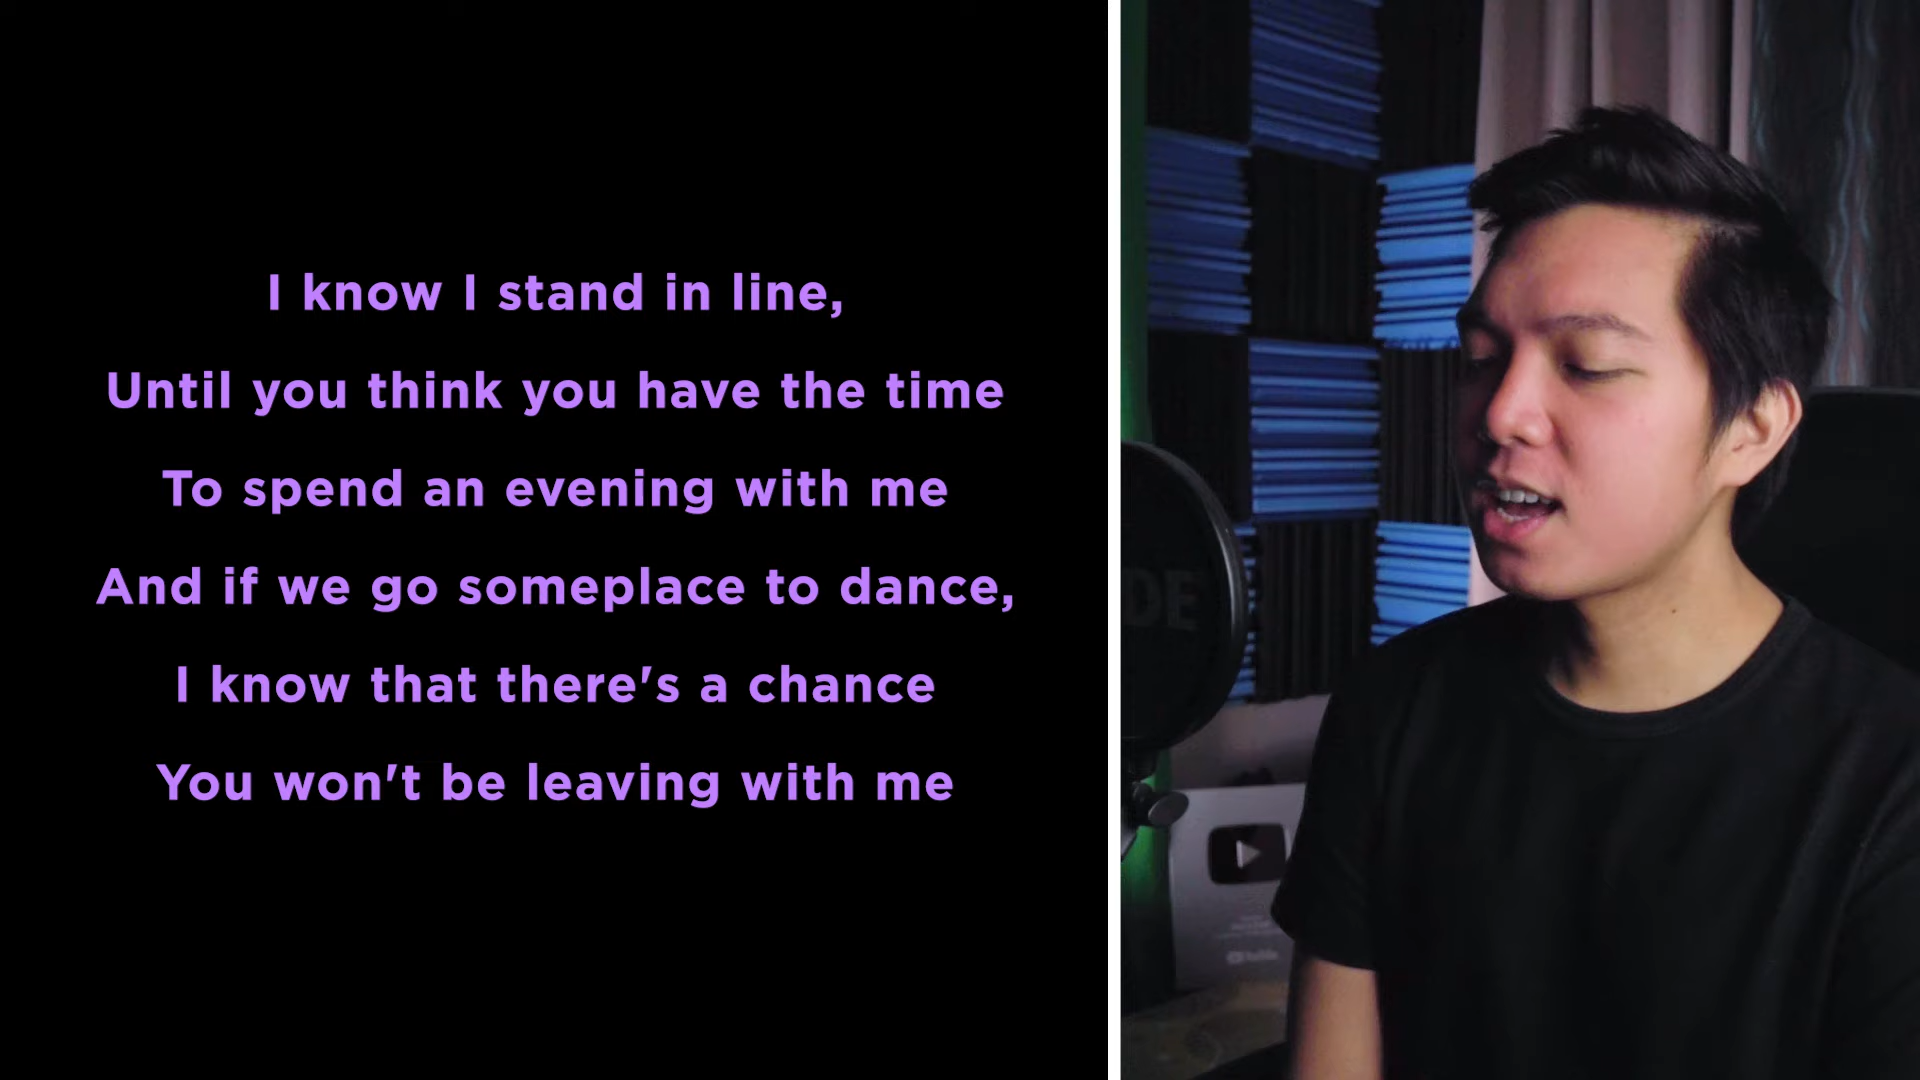 I know I stand in line,
Until you think you have the time
To spend an evening with me
And if we go someplace to dance,
I know that there's a chance
You won't be leaving with me
DE